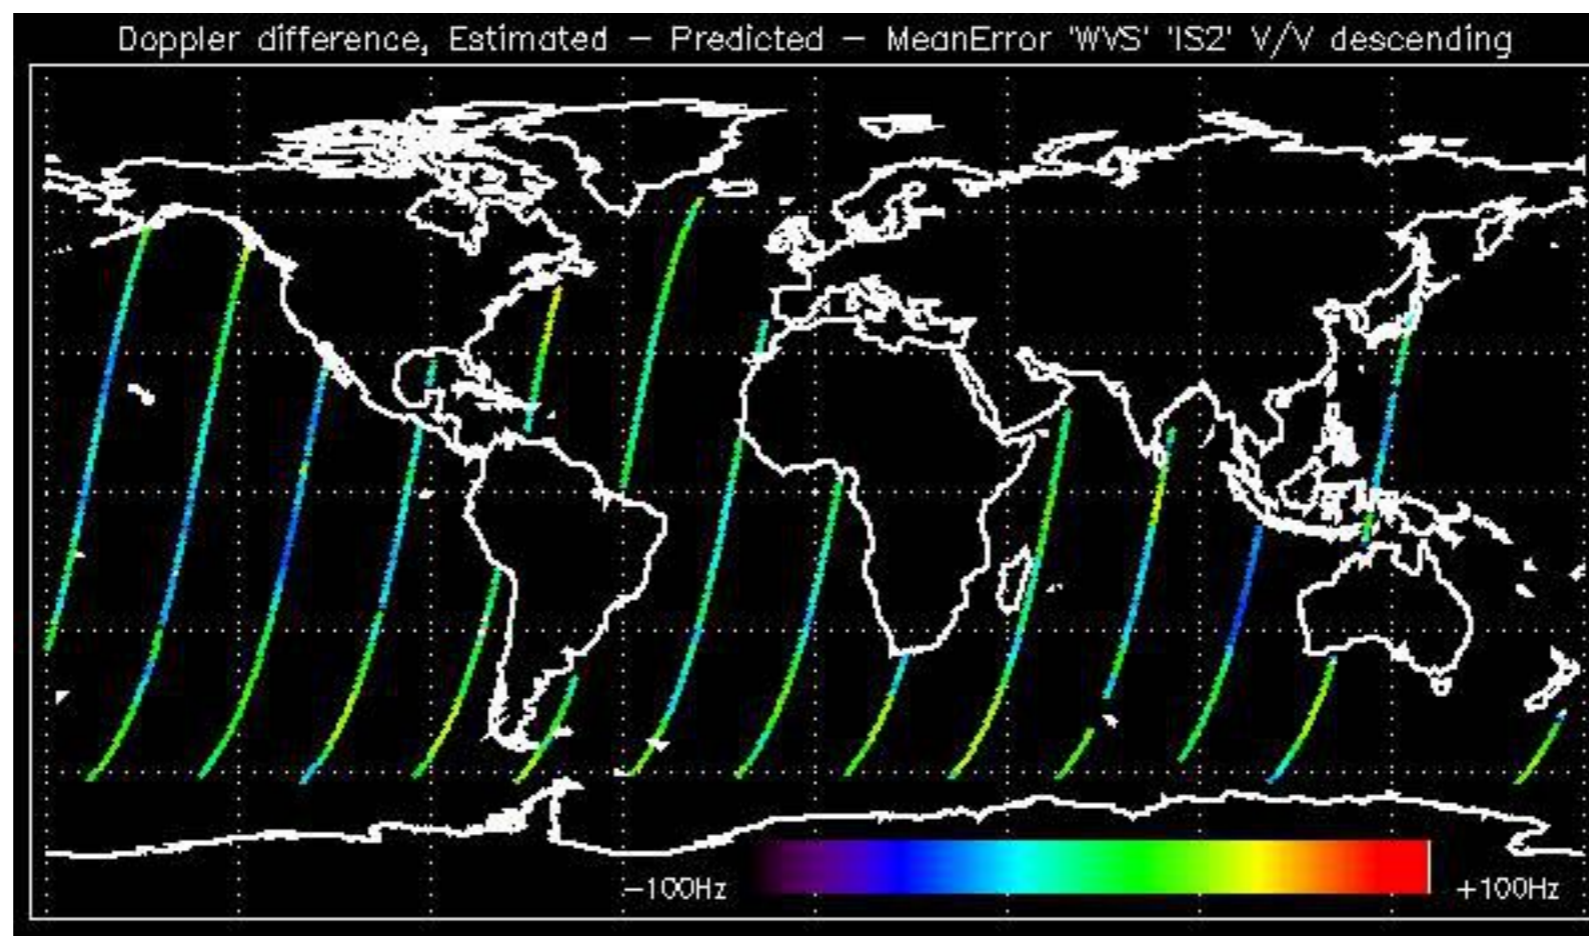 Doppler difference, Estimated – Predicted – MeanError 'WVS' 'IS2' V/V descending
-100Hz +100Hz